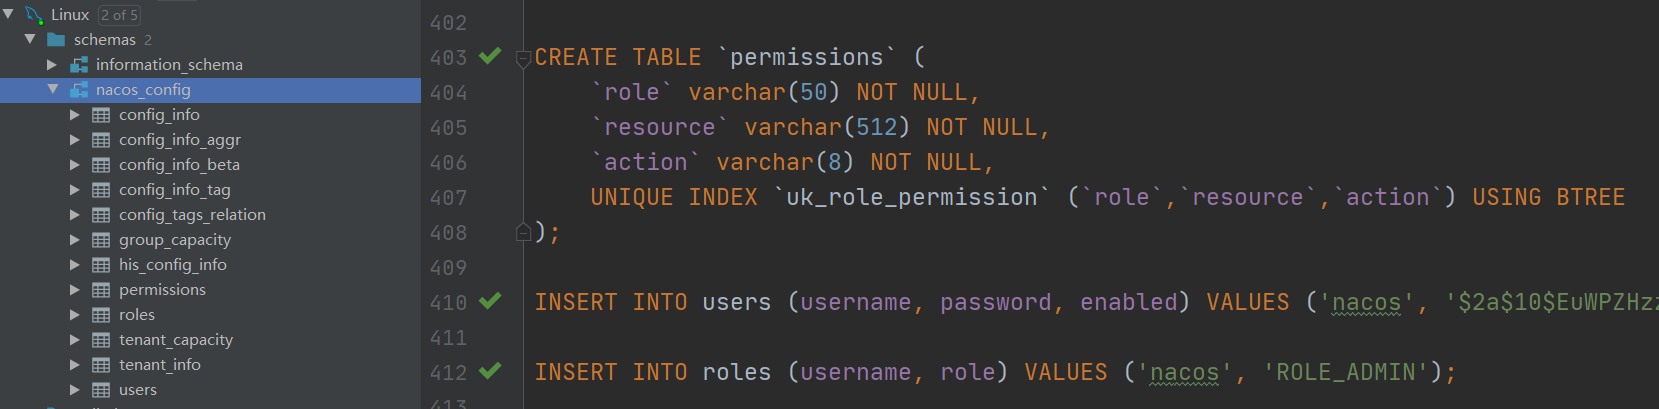 Linux 2 of 5
schemas 2
information_schema
nacos_config
config_info
config_info_aggr
config_info_beta
config_info_tag
config_tags_relation
group_capacity
his_config_info
permissions
roles
tenant_capacity
tenant_info
users
402
403 CREATE TABLE `permissions` (
404 `role` varchar(50) NOT NULL,
405 `resource` varchar(512) NOT NULL,
406 `action` varchar(8) NOT NULL,
407 UNIQUE INDEX `uk_role_permission` (`role`,`resource`,`action`) USING BTREE
408 );
409
410 INSERT INTO users (username, password, enabled) VALUES ('nacos', '$2a$10$EuWPZHzz
411
412 INSERT INTO roles (username, role) VALUES ('nacos', 'ROLE_ADMIN');
413